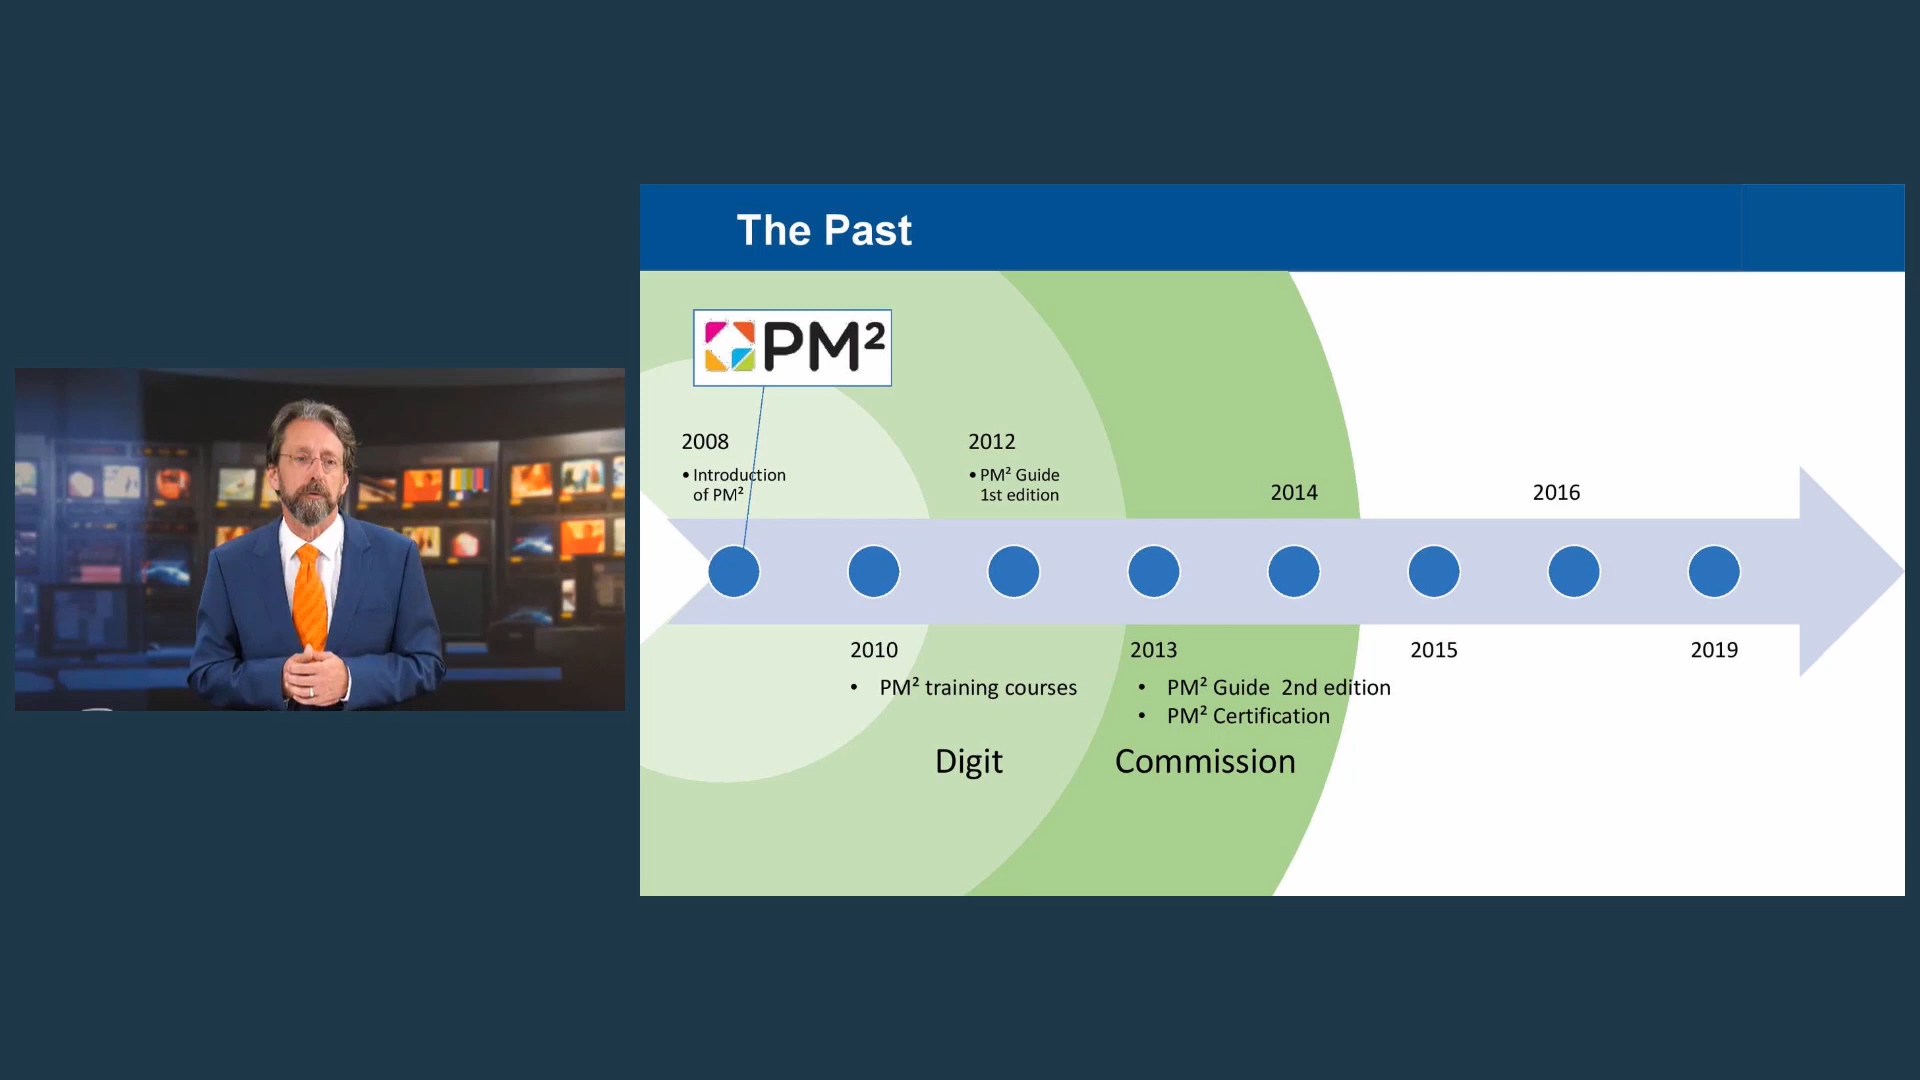 The Past
PM²
2008
• Introduction
of PM²
2012
• PM² Guide
1st edition
2014
2016
2010
• PM² training courses
2013
• PM² Guide 2nd edition
• PM² Certification
2015
2019
Digit
Commission